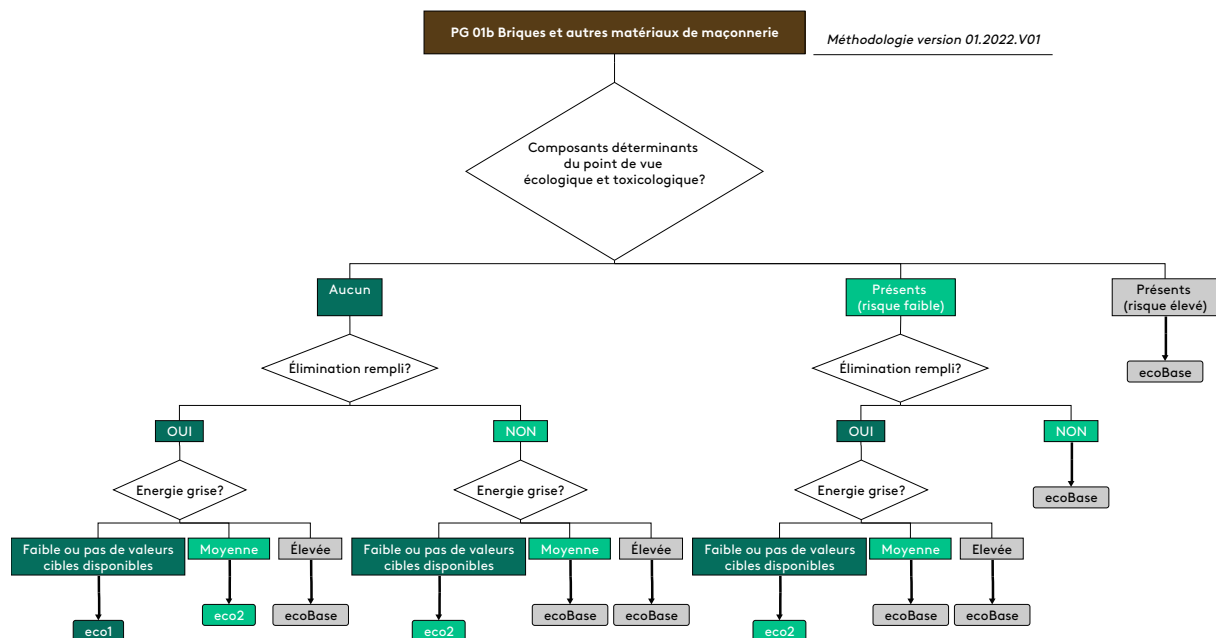 PG 01b Briques et autres matériaux de maçonnerie
Méthodologie version 01.2022.V01
Composants déterminants
du point de vue
écologique et toxicologique?
Aucun
Présents
(risque faible)
Présents
(risque élevé)
Élimination rempli?
Élimination rempli?
ecoBase
OUI
NON
OUI
NON
Energie grise?
Energie grise?
Energie grise?
ecoBase
Faible ou pas de valeurs
cibles disponibles
Moyenne
Élevée
Faible ou pas de valeurs
cibles disponibles
Moyenne
Élevée
Faible ou pas de valeurs
cibles disponibles
Moyenne
Elevée
eco1
eco2
ecoBase
eco2
ecoBase
ecoBase
eco2
ecoBase
ecoBase